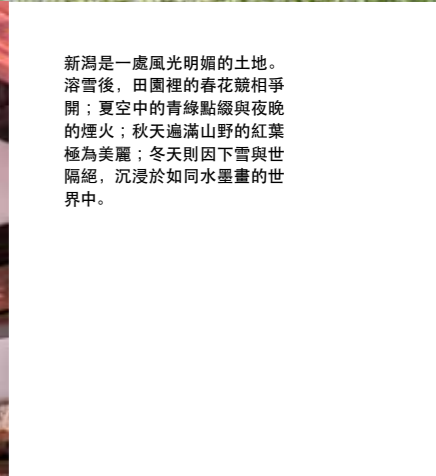 新潟是一處風光明媚的土地。
溶雪後，田園裡的春花競相爭
開；夏空中的青綠點綴與夜晚
的煙火；秋天遍滿山野的紅葉
極為美麗；冬天則因下雪與世
隔絕，沉浸於如同水墨畫的世
界中。